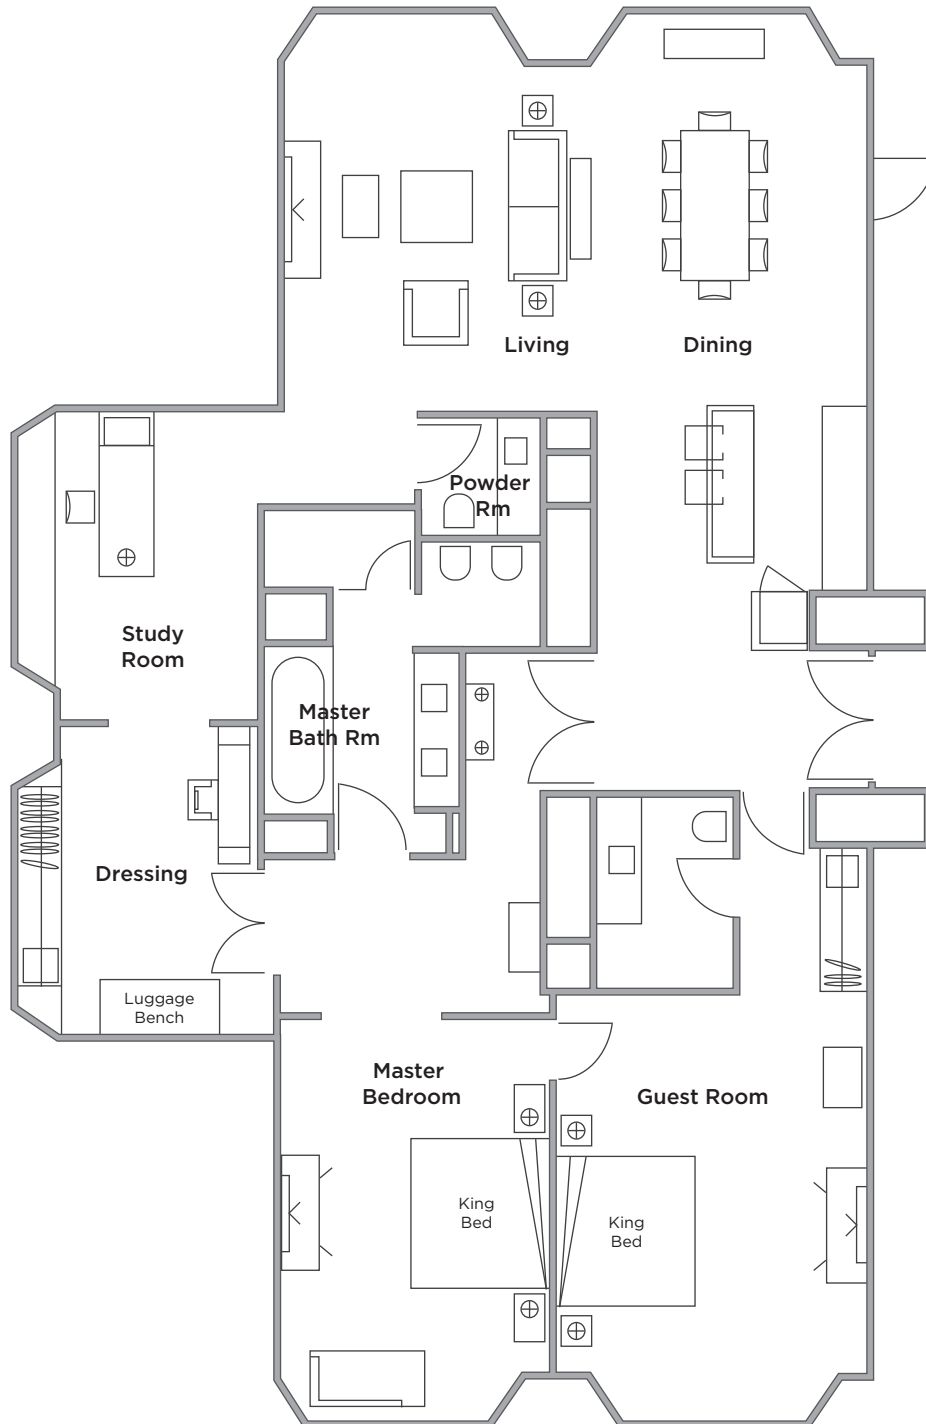 Living
Dining
Powder
Rm
Study
Room
Master
Bath Rm
Dressing
Luggage
Bench
Master
Bedroom
Guest Room
King
Bed
King
Bed